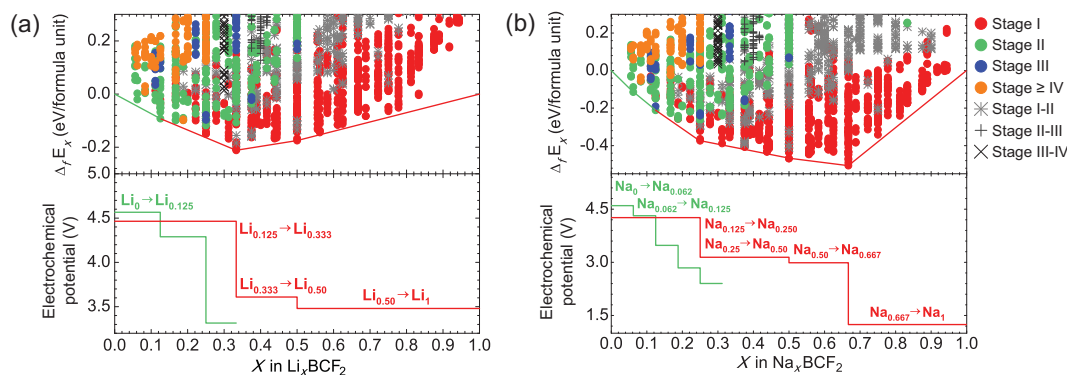 (a)
Δ_f E_x (eV/formula unit)
0.2
0.0
-0.2
5.0
Electrochemical
potential (V)
4.5
4.0
3.5
Li₀→Li₀.₁₂₅
Li₀.₁₂₅→Li₀.₃₃₃
Li₀.₃₃₃→Li₀.₅₀
Li₀.₅₀→Li₁
0.0 0.1 0.2 0.3 0.4 0.5 0.6 0.7 0.8 0.9 1.0
X in LiₓBCF₂
(b)
Δ_f E_x (eV/formula unit)
0.2
0.0
-0.2
-0.4
Electrochemical
potential (V)
4.5
3.0
1.5
Na₀→Na₀.₀₆₂
Na₀.₀₆₂→Na₀.₁₂₅
Na₀.₁₂₅→Na₀.₂₅₀
Na₀.₂₅→Na₀.₅₀
Na₀.₅₀→Na₀.₆₆₇
Na₀.₆₆₇→Na₁
0.0 0.1 0.2 0.3 0.4 0.5 0.6 0.7 0.8 0.9 1.0
X in NaₓBCF₂
Stage I
Stage II
Stage III
Stage ≥ IV
Stage I-II
Stage II-III
Stage III-IV